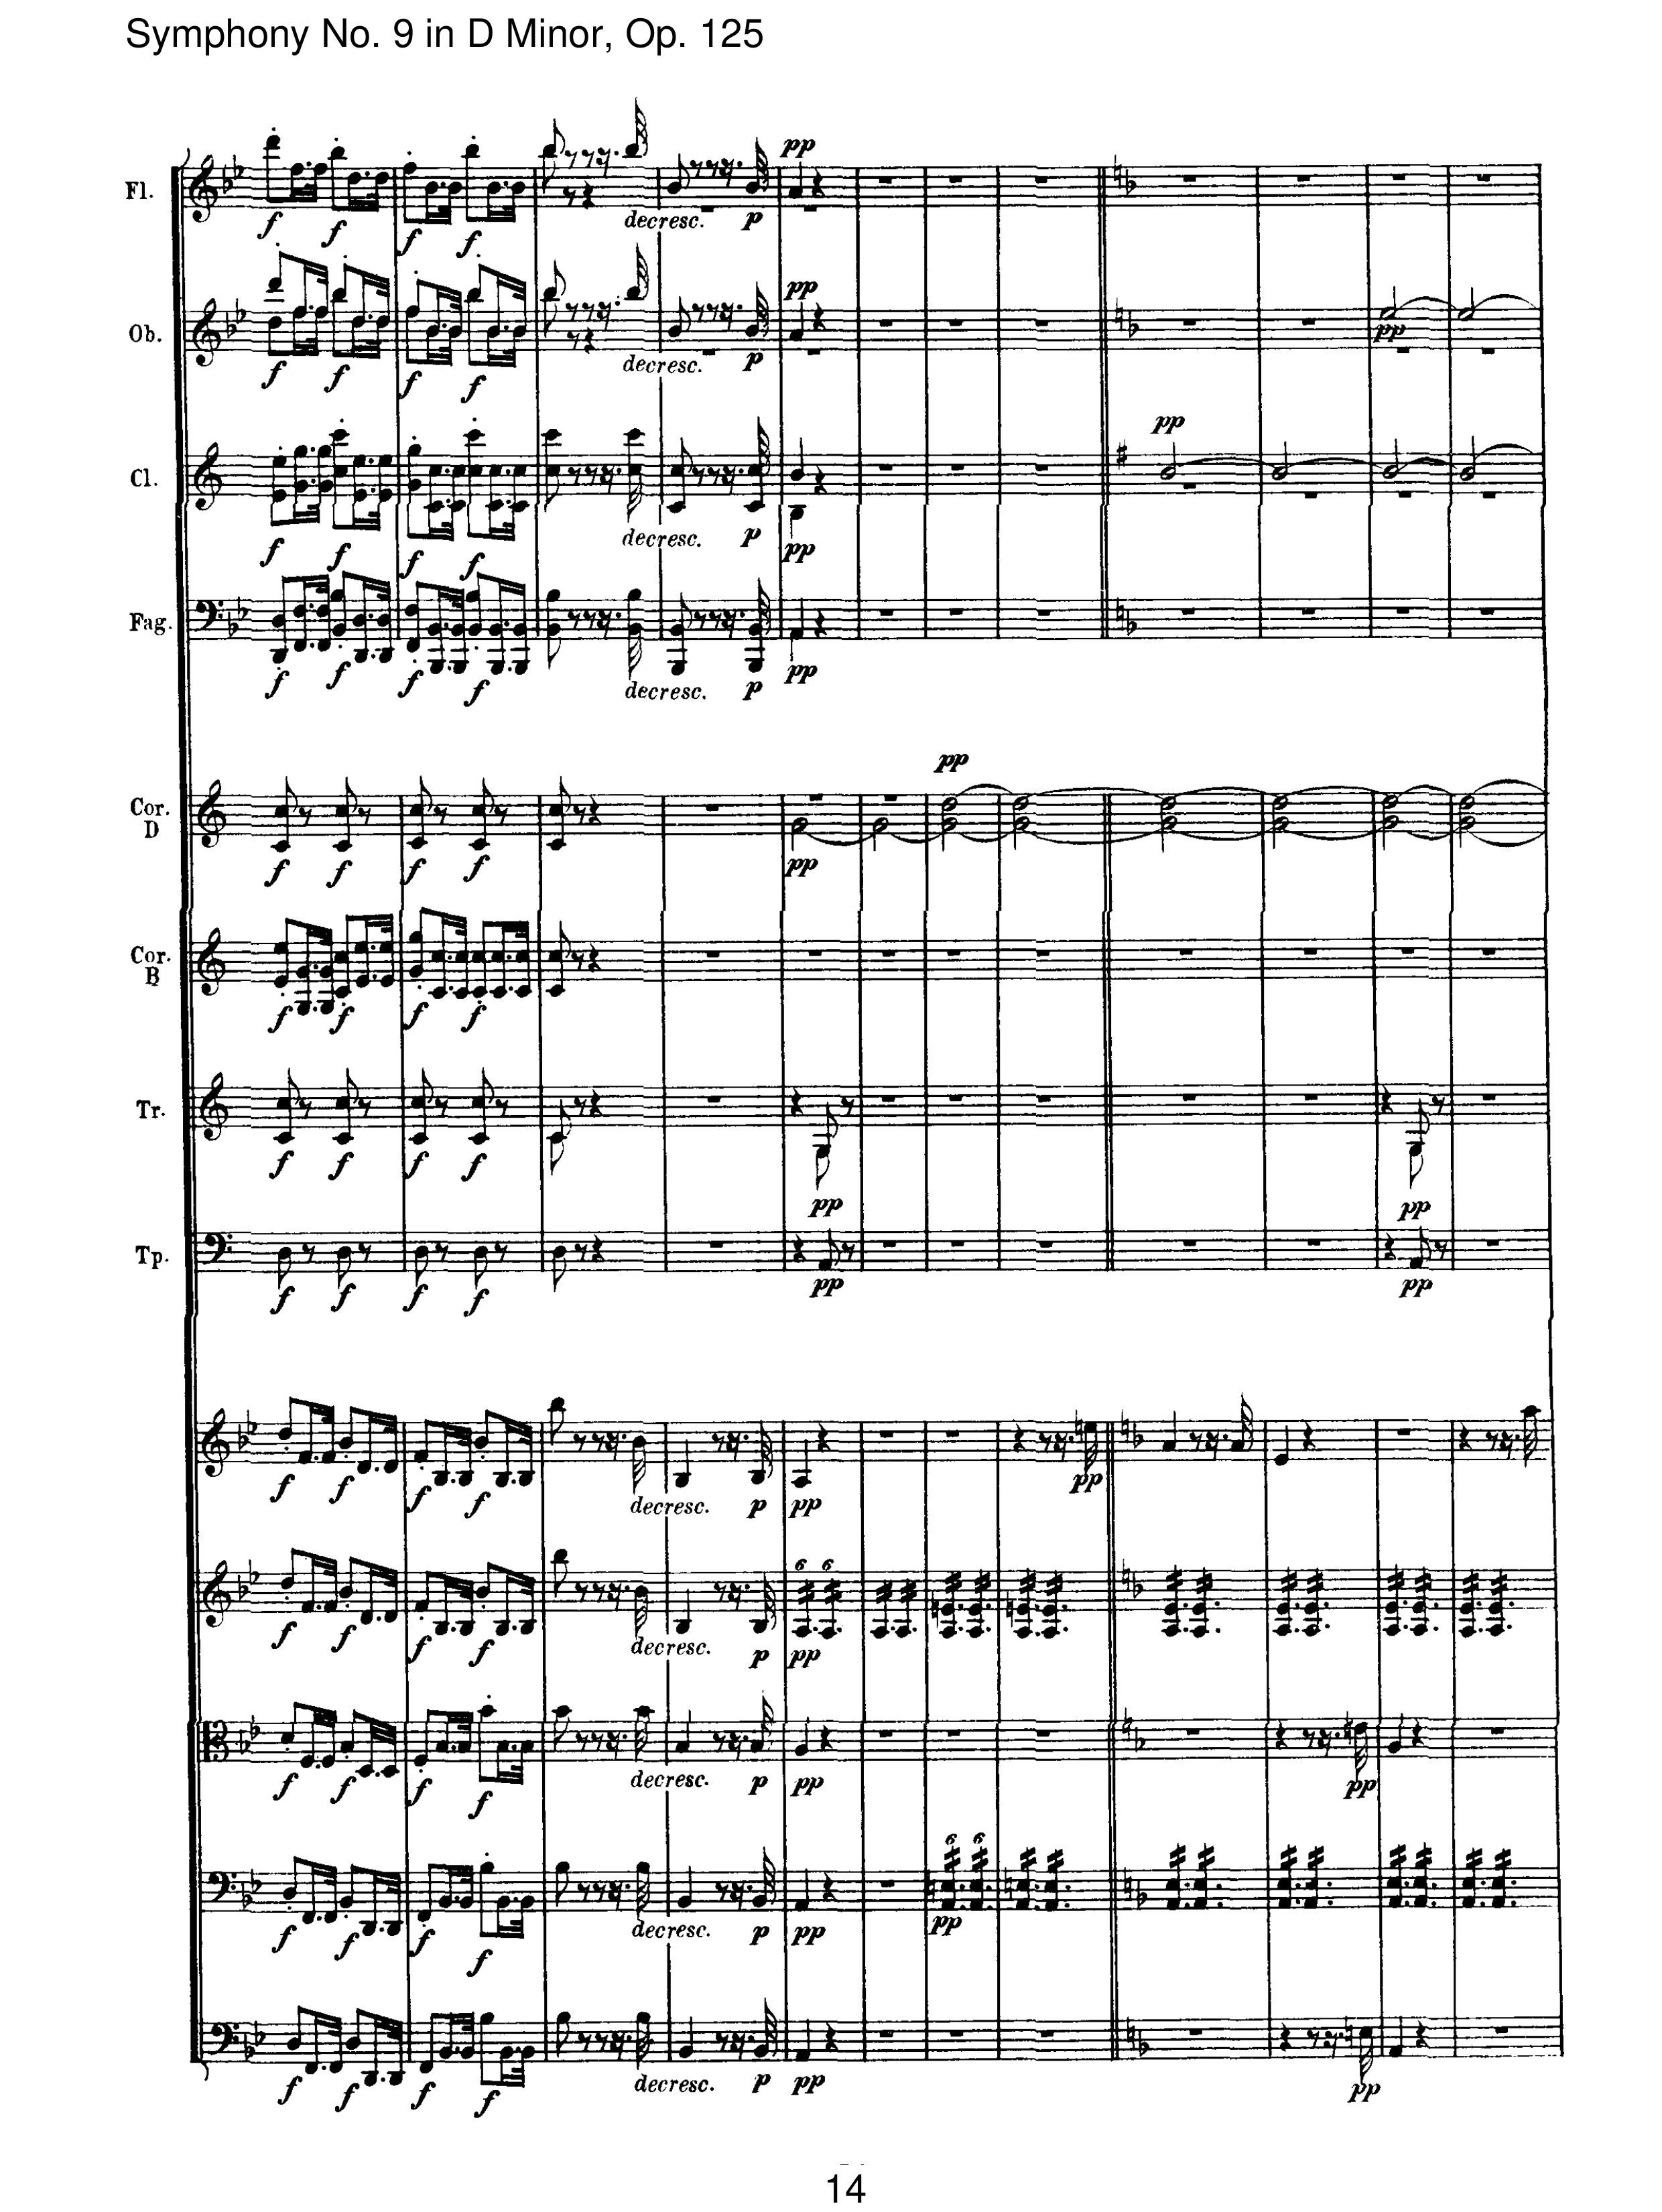 Symphony No. 9 in D Minor, Op. 125
pp
Fl.
f f f f decresc. p
pp
Ob.
pp
f f f f decresc. p
pp
Cl.
f f f f decresc. p pp
Fag.
f f f f decresc. p pp
pp
Cor.
D
f f f f pp
Cor.
B
f f f f
Tr.
f f f f pp pp
Tp.
f f f f pp pp
f f f f decresc. p pp pp
6 6
f f f f decresc. p pp
f f f f decresc. p pp pp
6 6
f f f f decresc. p pp pp
f f f f decresc. p pp pp
14